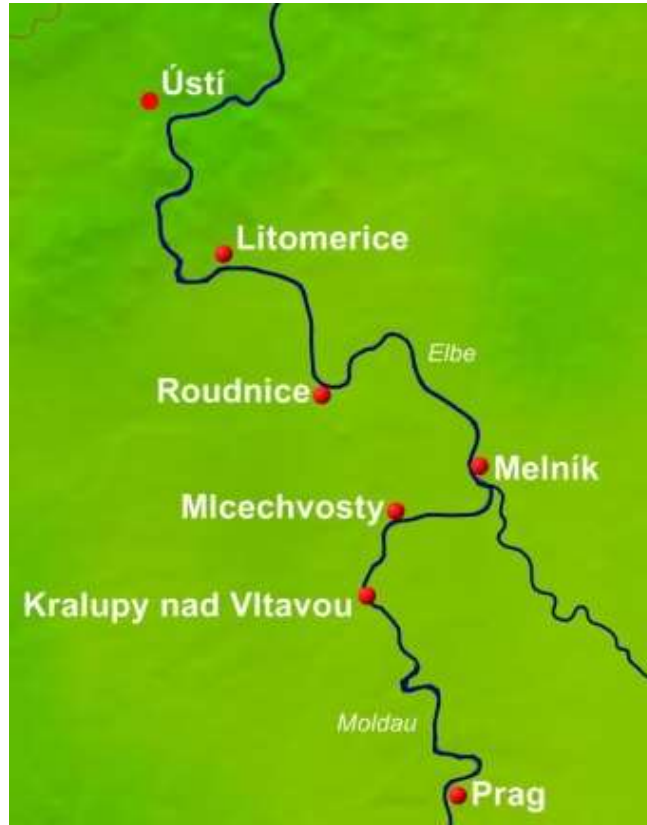 Ústí
Litomerice
Elbe
Roudnice
Melník
Mlcechvosty
Kralupy nad Vltavou
Moldau
Prag